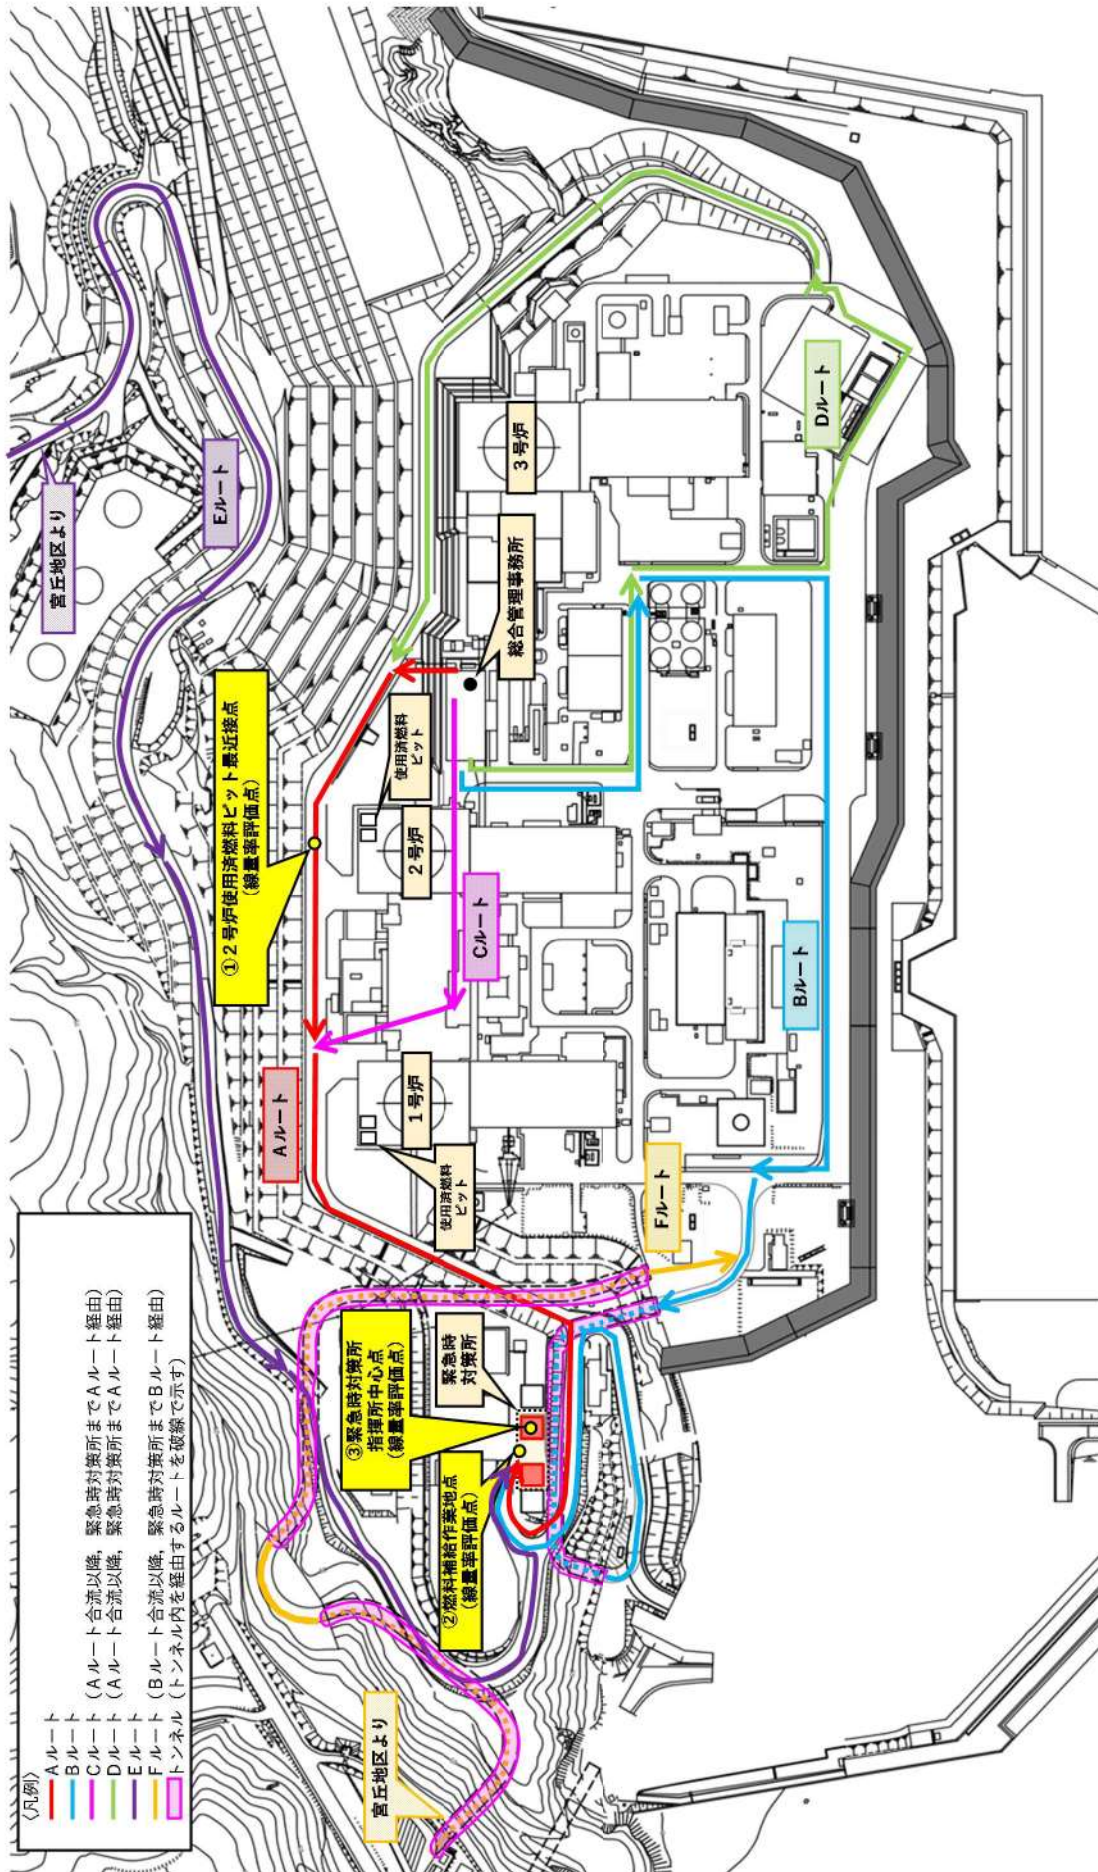 〈凡例〉
Aルート
Bルート
Cルート（Aルート合流以降，緊急時対策所までAルート経由）
Dルート（Aルート合流以降，緊急時対策所までAルート経由）
Eルート
Fルート（Bルート合流以降，緊急時対策所までBルート経由）
トンネル（トンネル内を経由するルートを破線で示す）
宮丘地区より
Eルート
①2号炉使用済燃料ピット最近接点
（線量率評価点）
Aルート
使用済燃料
ピット
2号炉
3号炉
総合管理事務所
Cルート
1号炉
使用済燃料
ピット
Dルート
Bルート
Fルート
③緊急時対策所
指揮所中心点
（線量率評価点）
緊急時
対策所
②燃料補給作業地点
（線量率評価点）
宮丘地区より